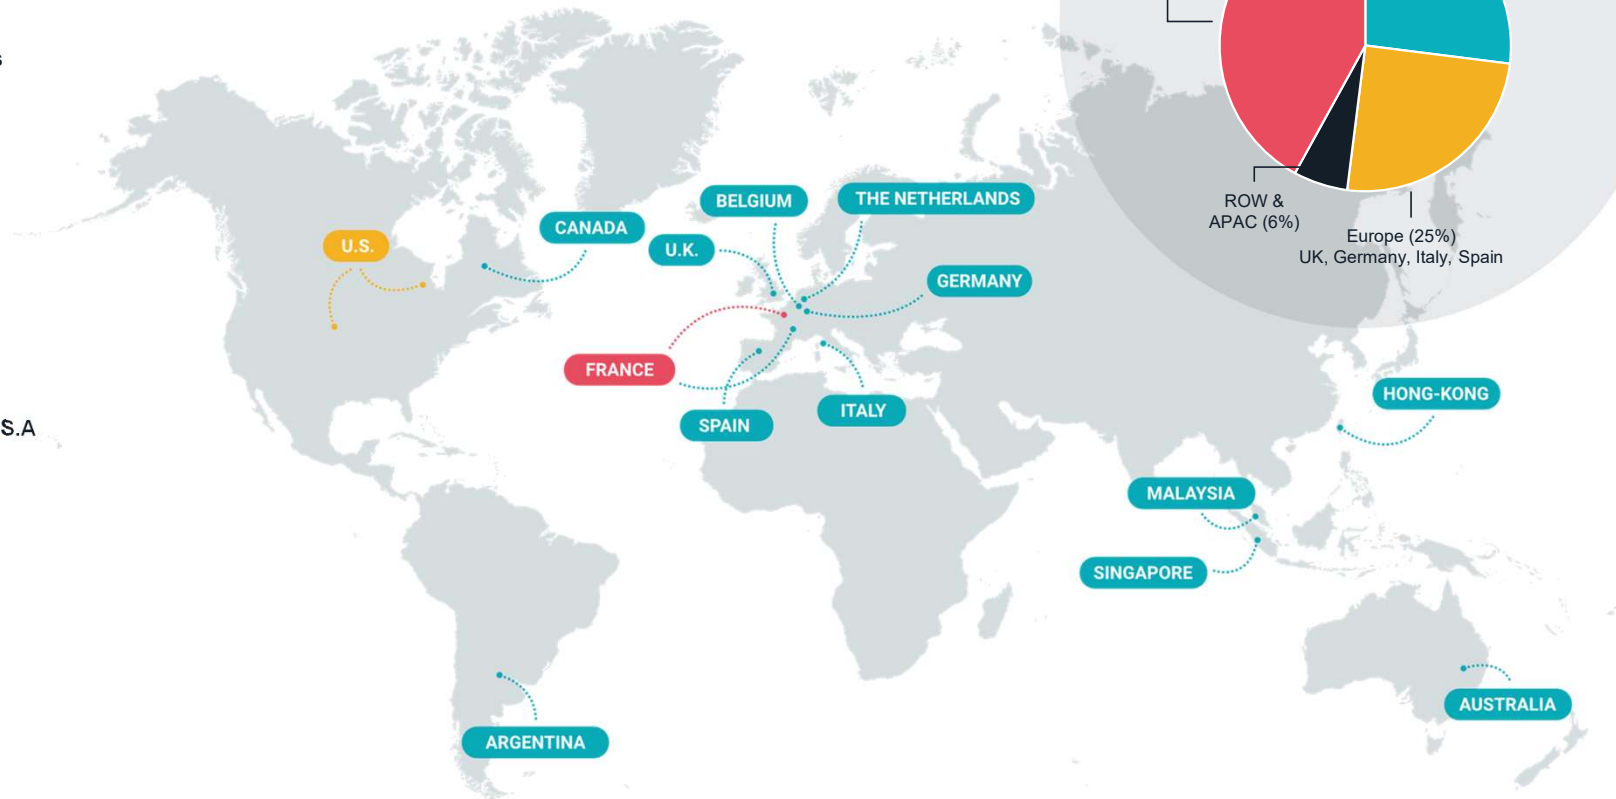 S.A
U.S.
CANADA
BELGIUM
THE NETHERLANDS
U.K.
GERMANY
FRANCE
SPAIN
ITALY
HONG-KONG
MALAYSIA
SINGAPORE
ARGENTINA
AUSTRALIA
ROW &
APAC (6%)
Europe (25%)
UK, Germany, Italy, Spain